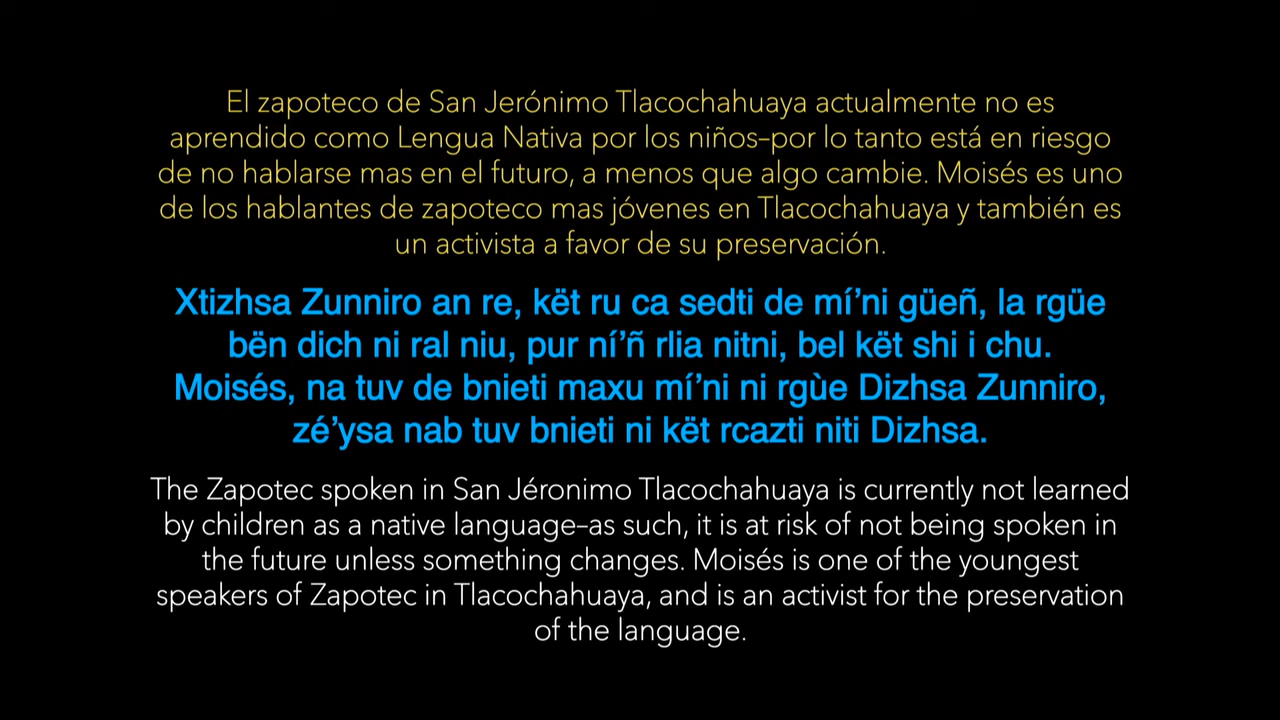 El zapoteco de San Jerónimo Tlacochahuaya actualmente no es
aprendido como Lengua Nativa por los niños–por lo tanto está en riesgo
de no hablarse mas en el futuro, a menos que algo cambie. Moisés es uno
de los hablantes de zapoteco mas jóvenes en Tlacochahuaya y también es
un activista a favor de su preservación.
Xtizhsa Zunniro an re, kët ru ca sedti de mí’ni güeñ, la rgüe
bën dich ni ral niu, pur ní’ñ rlia nitni, bel kët shi i chu.
Moisés, na tuv de bnieti maxu mí’ni ni rgùe Dizhsa Zunniro,
zé’ysa nab tuv bnieti ni kët rcazti niti Dizhsa.
The Zapotec spoken in San Jéronimo Tlacochahuaya is currently not learned
by children as a native language–as such, it is at risk of not being spoken in
the future unless something changes. Moisés is one of the youngest
speakers of Zapotec in Tlacochahuaya, and is an activist for the preservation
of the language.